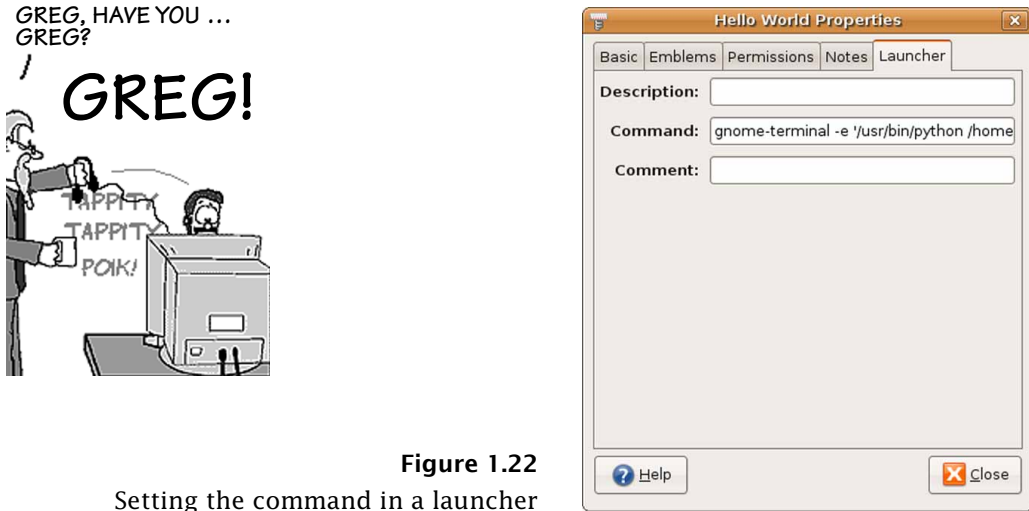 GREG, HAVE YOU ...
GREG?
GREG!
TAPPITY
TAPPITY
POIK!
Figure 1.22
Setting the command in a launcher
Hello World Properties
Basic Emblems Permissions Notes Launcher
Description:
Command: gnome-terminal -e '/usr/bin/python /home
Comment:
Help Close